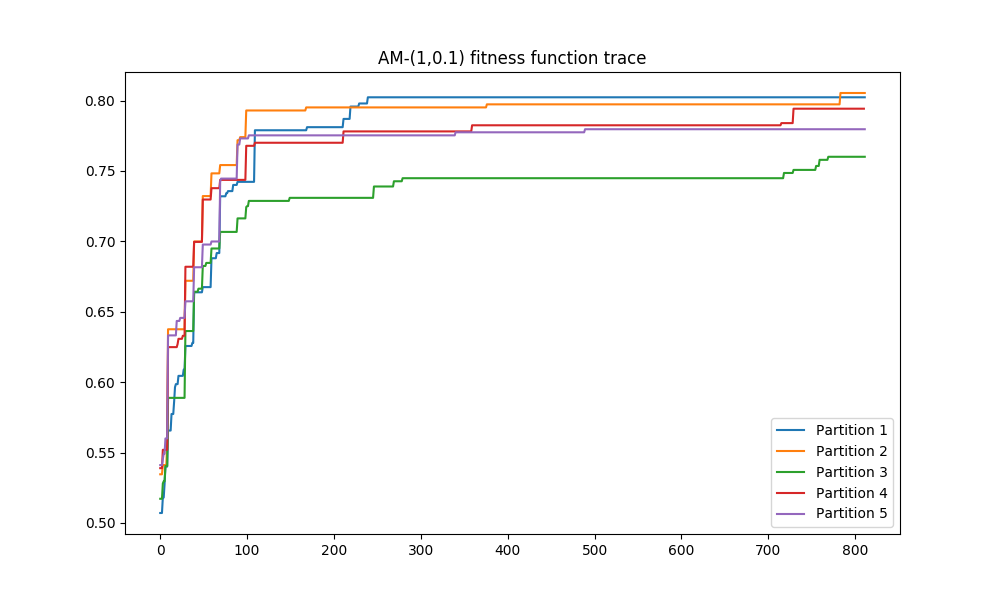 AM-(1,0.1) fitness function trace
0.80
0.75
0.70
0.65
0.60
0.55
0.50
0 100 200 300 400 500 600 700 800
Partition 1
Partition 2
Partition 3
Partition 4
Partition 5